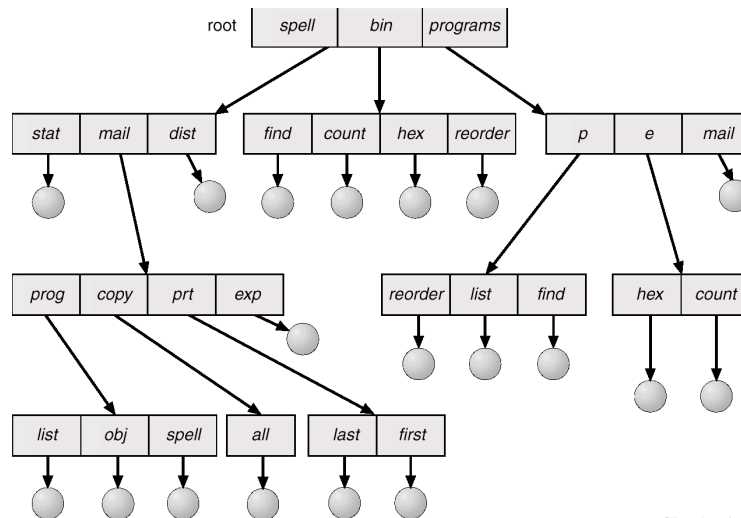 root spell bin programs
stat mail dist find count hex reorder p e mail
prog copy prt exp reorder list find hex count
list obj spell all last first